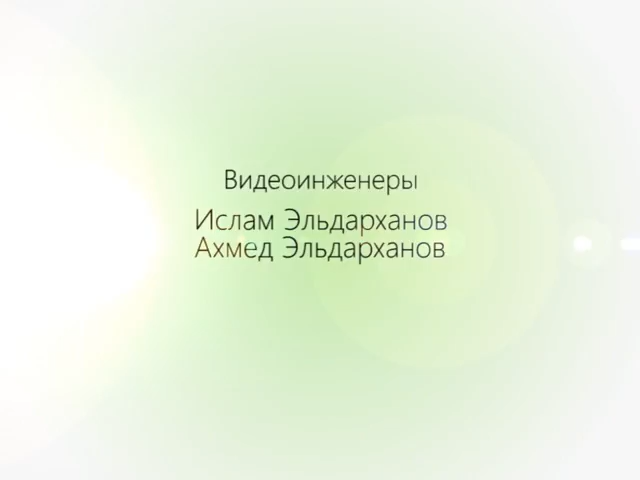 Видеоинженеры
Ислам Эльдарханов
Ахмед Эльдарханов